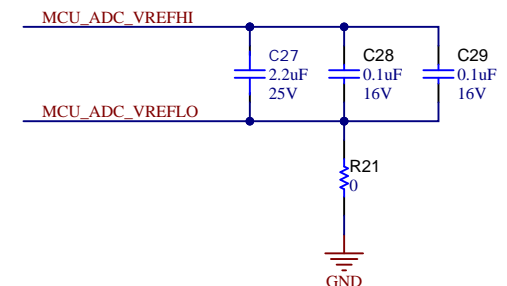 MCU_ADC_VREFHI
C27
2.2uF
25V
C28
0.1uF
16V
C29
0.1uF
16V
MCU_ADC_VREFLO
R21
0
GND